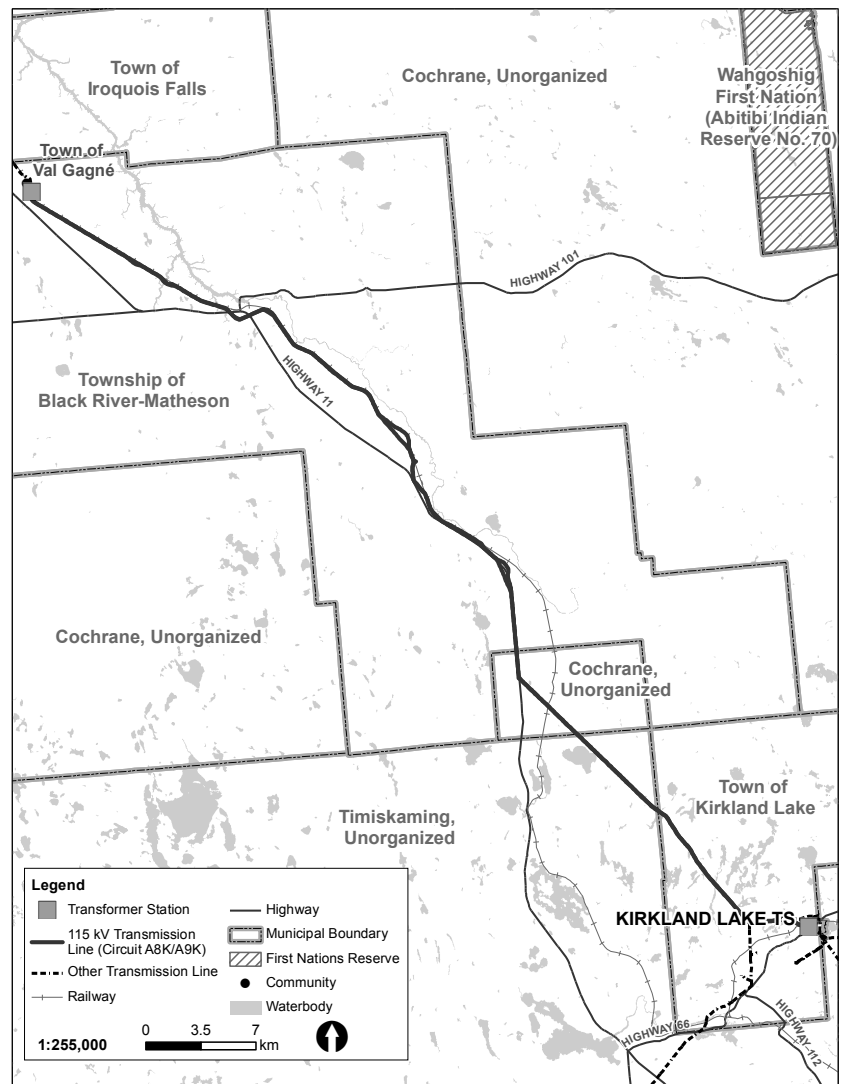 Town of
Iroquois Falls
Cochrane, Unorganized
Wahgoshig
First Nation
(Abitibi Indian
Reserve No. 70)
Town of
Val Gagné
HIGHWAY 101
Township of
Black River-Matheson
HIGHWAY 11
Cochrane, Unorganized
Cochrane,
Unorganized
Timiskaming,
Unorganized
Town of
Kirkland Lake
KIRKLAND LAKE TS
HIGHWAY 66
HIGHWAY 112
Legend
Transformer Station
115 kV Transmission
Line (Circuit A8K/A9K)
Other Transmission Line
Railway
Highway
Municipal Boundary
First Nations Reserve
Community
Waterbody
1:255,000
0 3.5 7
km